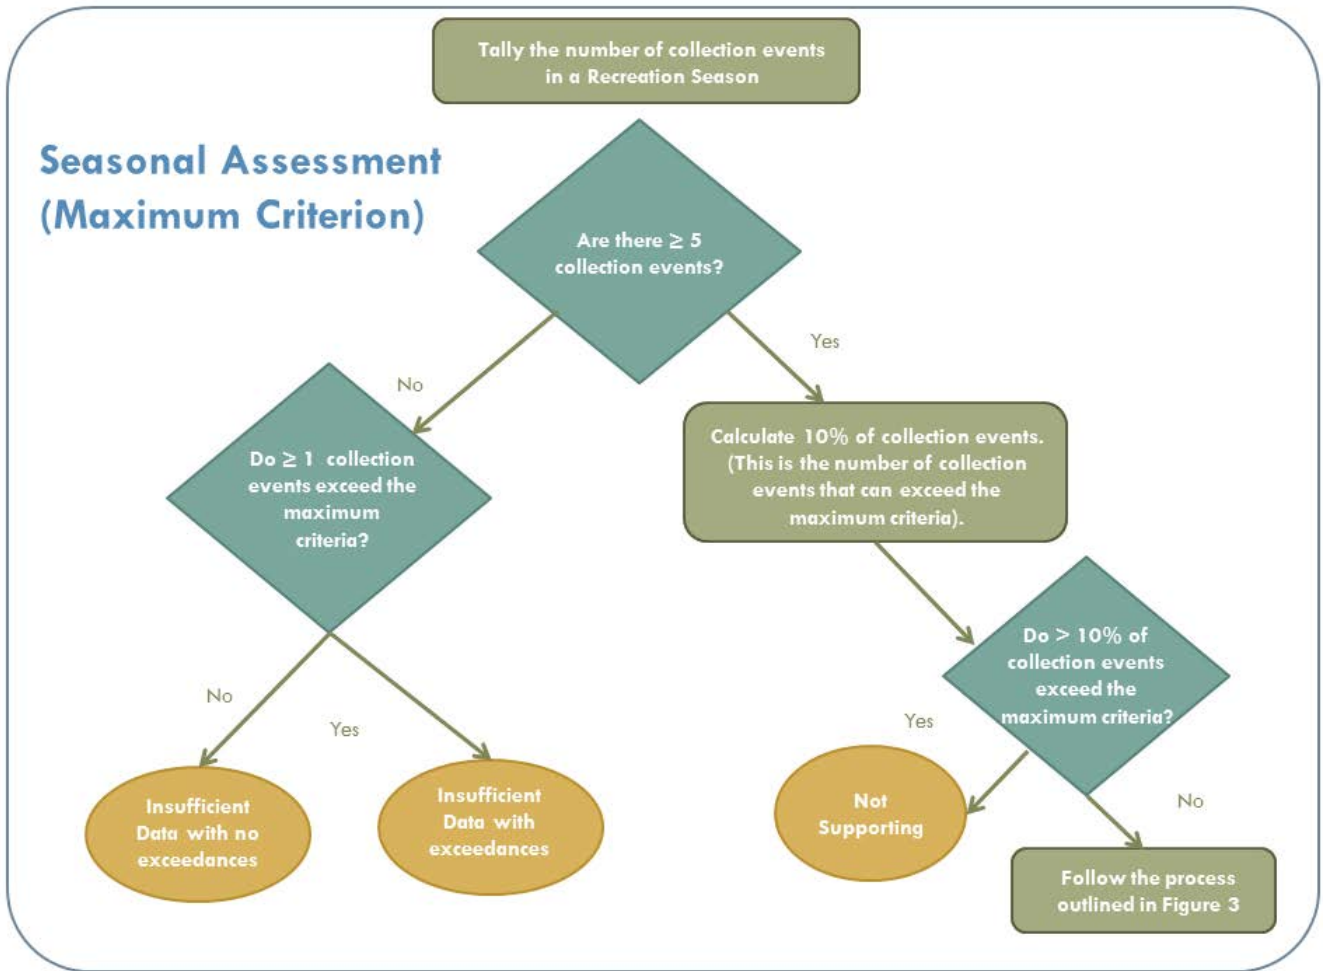 Tally the number of collection events
in a Recreation Season
Seasonal Assessment
(Maximum Criterion)
Are there ≥ 5
collection events?
Yes
No
Calculate 10% of collection events.
(This is the number of collection
events that can exceed the
maximum criteria).
Do ≥ 1 collection
events exceed the
maximum
criteria?
Do > 10% of
collection events
exceed the
maximum criteria?
No
Yes
Yes
No
Insufficient
Data with no
exceedances
Insufficient
Data with
exceedances
Not
Supporting
Follow the process
outlined in Figure 3